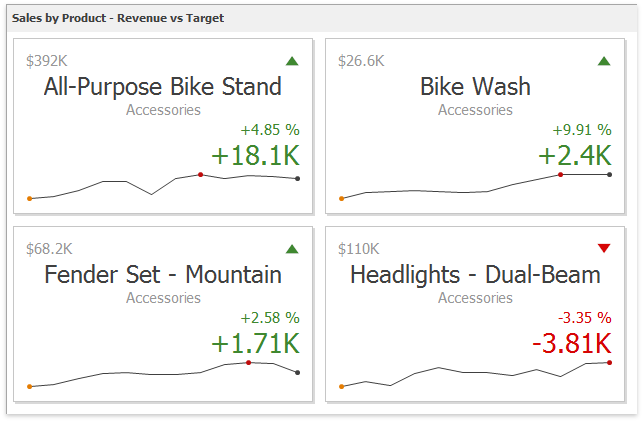 Sales by Product - Revenue vs Target
$392K
All-Purpose Bike Stand
Accessories
+4.85 %
+18.1K
$26.6K
Bike Wash
Accessories
+9.91 %
+2.4K
$68.2K
Fender Set - Mountain
Accessories
+2.58 %
+1.71K
$110K
Headlights - Dual-Beam
Accessories
-3.35 %
-3.81K